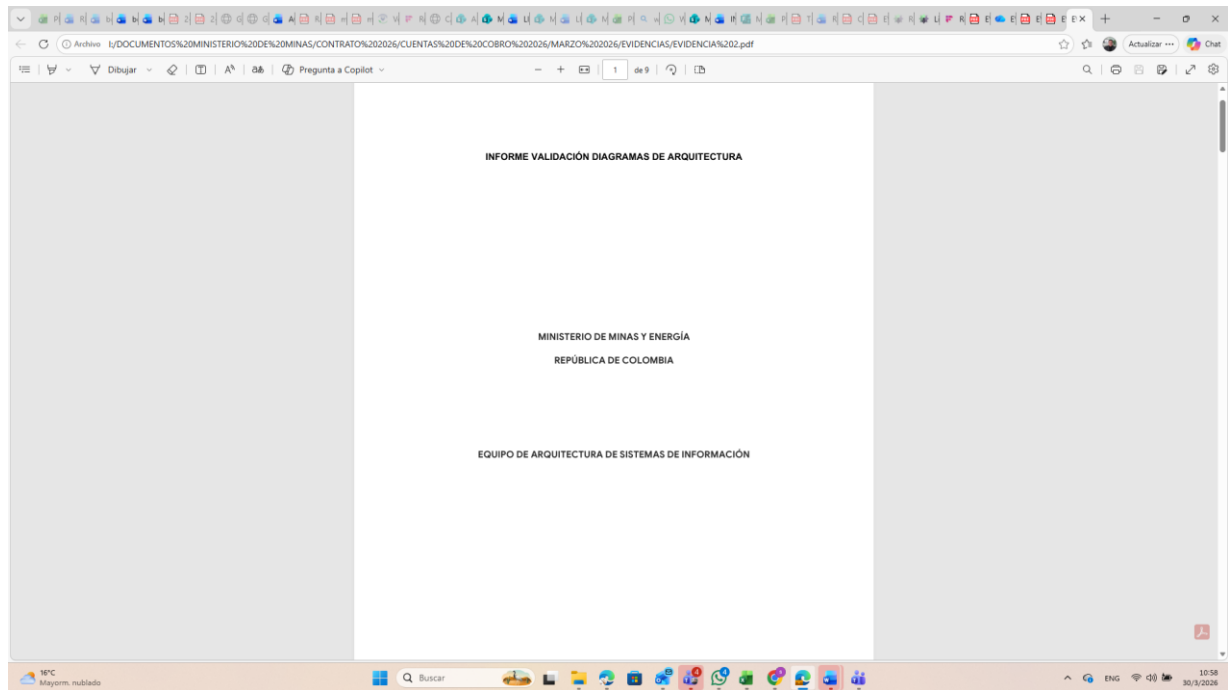 Actualizar
Chat
Archivo
I:/DOCUMENTOS%20MINISTERIO%20DE%20MINAS/CONTRATO%202026/CUENTAS%20DE%20COBRO%202026/MARZO%202026/EVIDENCIAS/EVIDENCIA%202.pdf
Dibujar
Pregunta a Copilot
1 de 9
INFORME VALIDACIÓN DIAGRAMAS DE ARQUITECTURA
MINISTERIO DE MINAS Y ENERGÍA
REPÚBLICA DE COLOMBIA
EQUIPO DE ARQUITECTURA DE SISTEMAS DE INFORMACIÓN
16°C
Mayorm. nublado
Buscar
ENG
10:58
30/3/2026